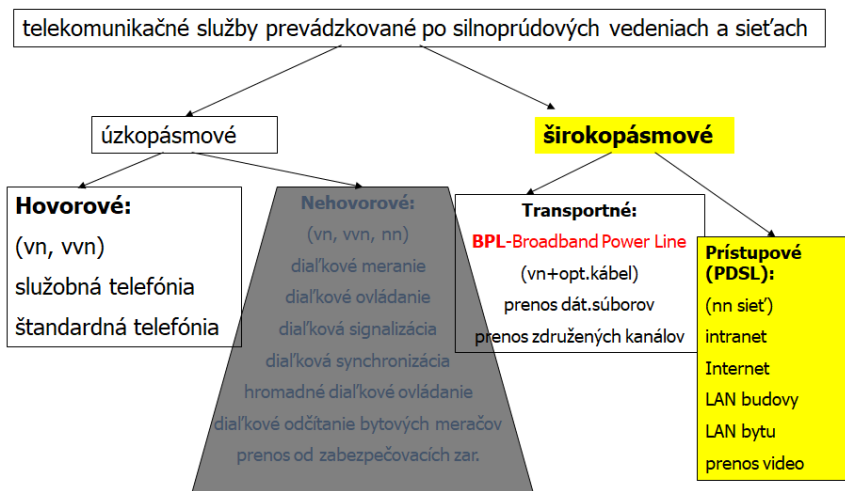 telekomunikačné služby prevádzkované po silnoprúdových vedeniach a sieťach
úzkopásmové
širokopásmové
Hovorové:
(vn, vvn)
služobná telefónia
štandardná telefónia
Nehovorové:
(vn, vvn, nn)
diaľkové meranie
diaľkové ovládanie
diaľková signalizácia
diaľková synchronizácia
hromadné diaľkové ovládanie
diaľkové odčítanie bytových meračov
prenos od zabezpečovacích zar.
Transportné:
BPL-Broadband Power Line
(vn+opt.kábel)
prenos dát.súborov
prenos združených kanálov
Prístupové
(PDSL):
(nn sieť)
intranet
Internet
LAN budovy
LAN bytu
prenos video